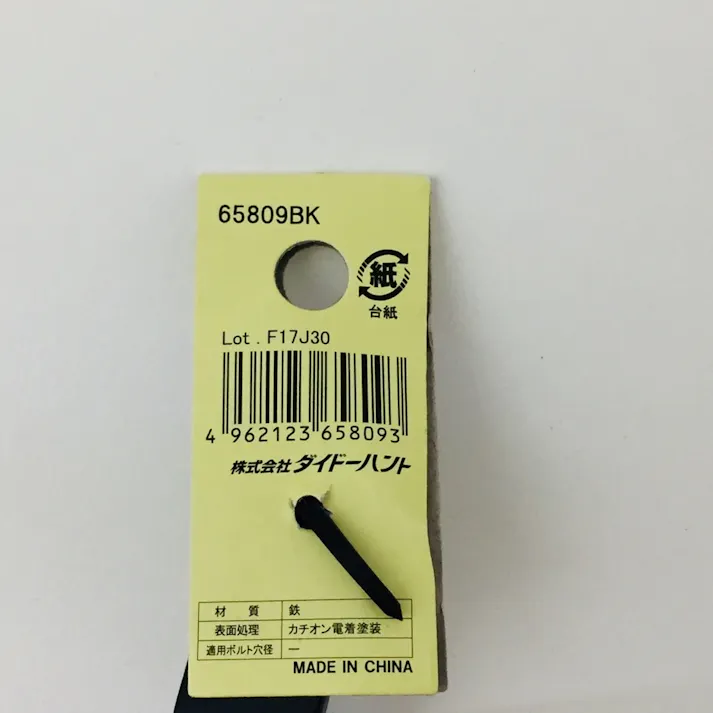 65809BK
紙
台紙
Lot . F17J30
4 962123 658093
株式会社 ダイドーハント
材 質 鉄
表面処理 カチオン電着塗装
適用ボルト穴径 ―
MADE IN CHINA